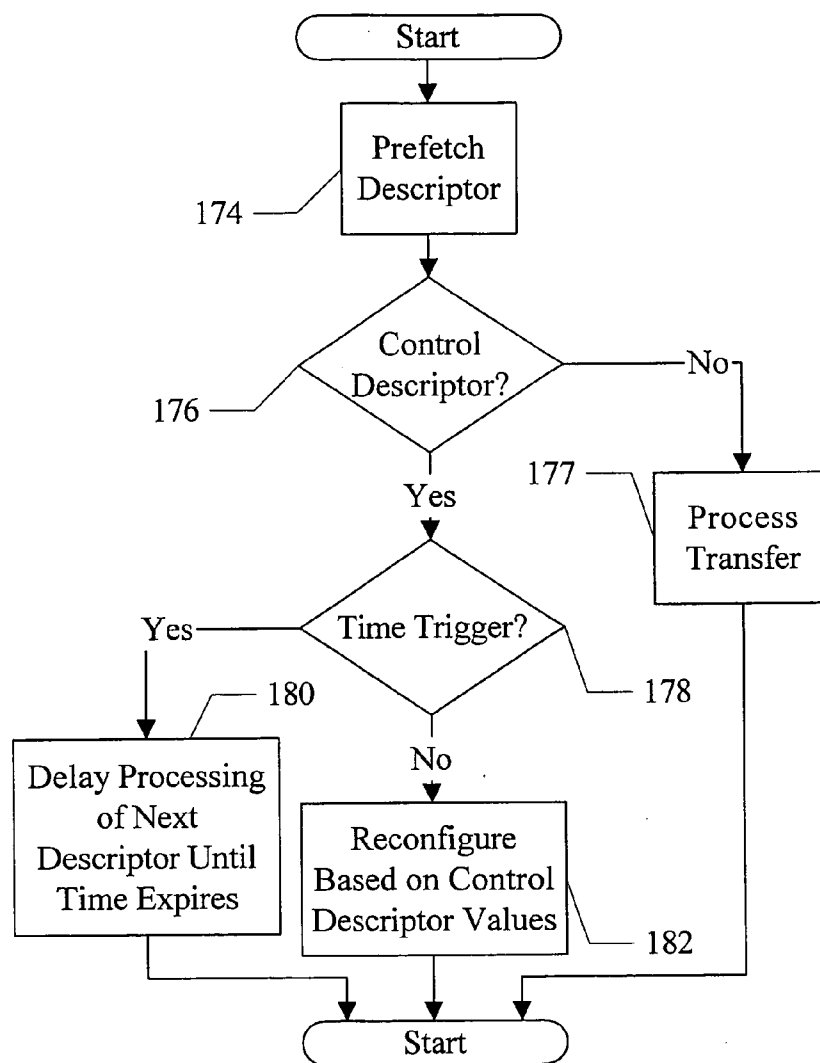 Start
Prefetch
Descriptor
174
Control
Descriptor?
176
No
Yes
177
Process
Transfer
Time Trigger?
Yes
178
180
No
Delay Processing
of Next
Descriptor Until
Time Expires
Reconfigure
Based on Control
Descriptor Values
182
Start